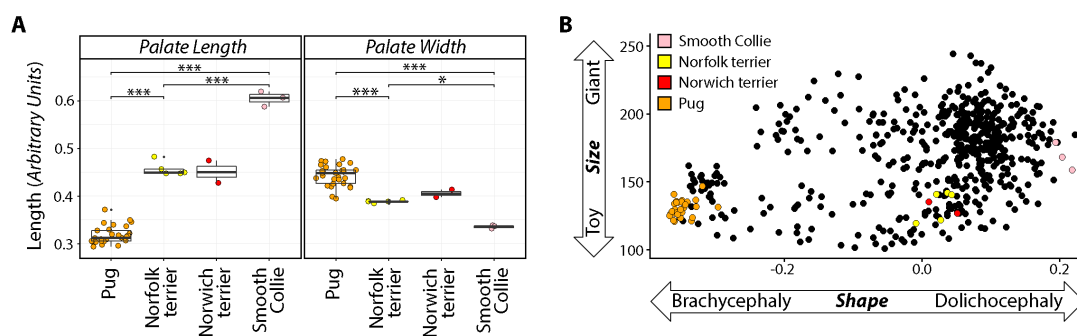 A
Palate Length
Palate Width
Length (Arbitrary Units)
0.6
0.5
0.4
0.3
***
***
***
***
*
***
Pug
Norfolk
terrier
Norwich
terrier
Smooth
Collie
Pug
Norfolk
terrier
Norwich
terrier
Smooth
Collie
B
Smooth Collie
Norfolk terrier
Norwich terrier
Pug
Giant
Size
Toy
250
200
150
100
-0.2
0.0
0.2
Brachycephaly Shape Dolichocephaly